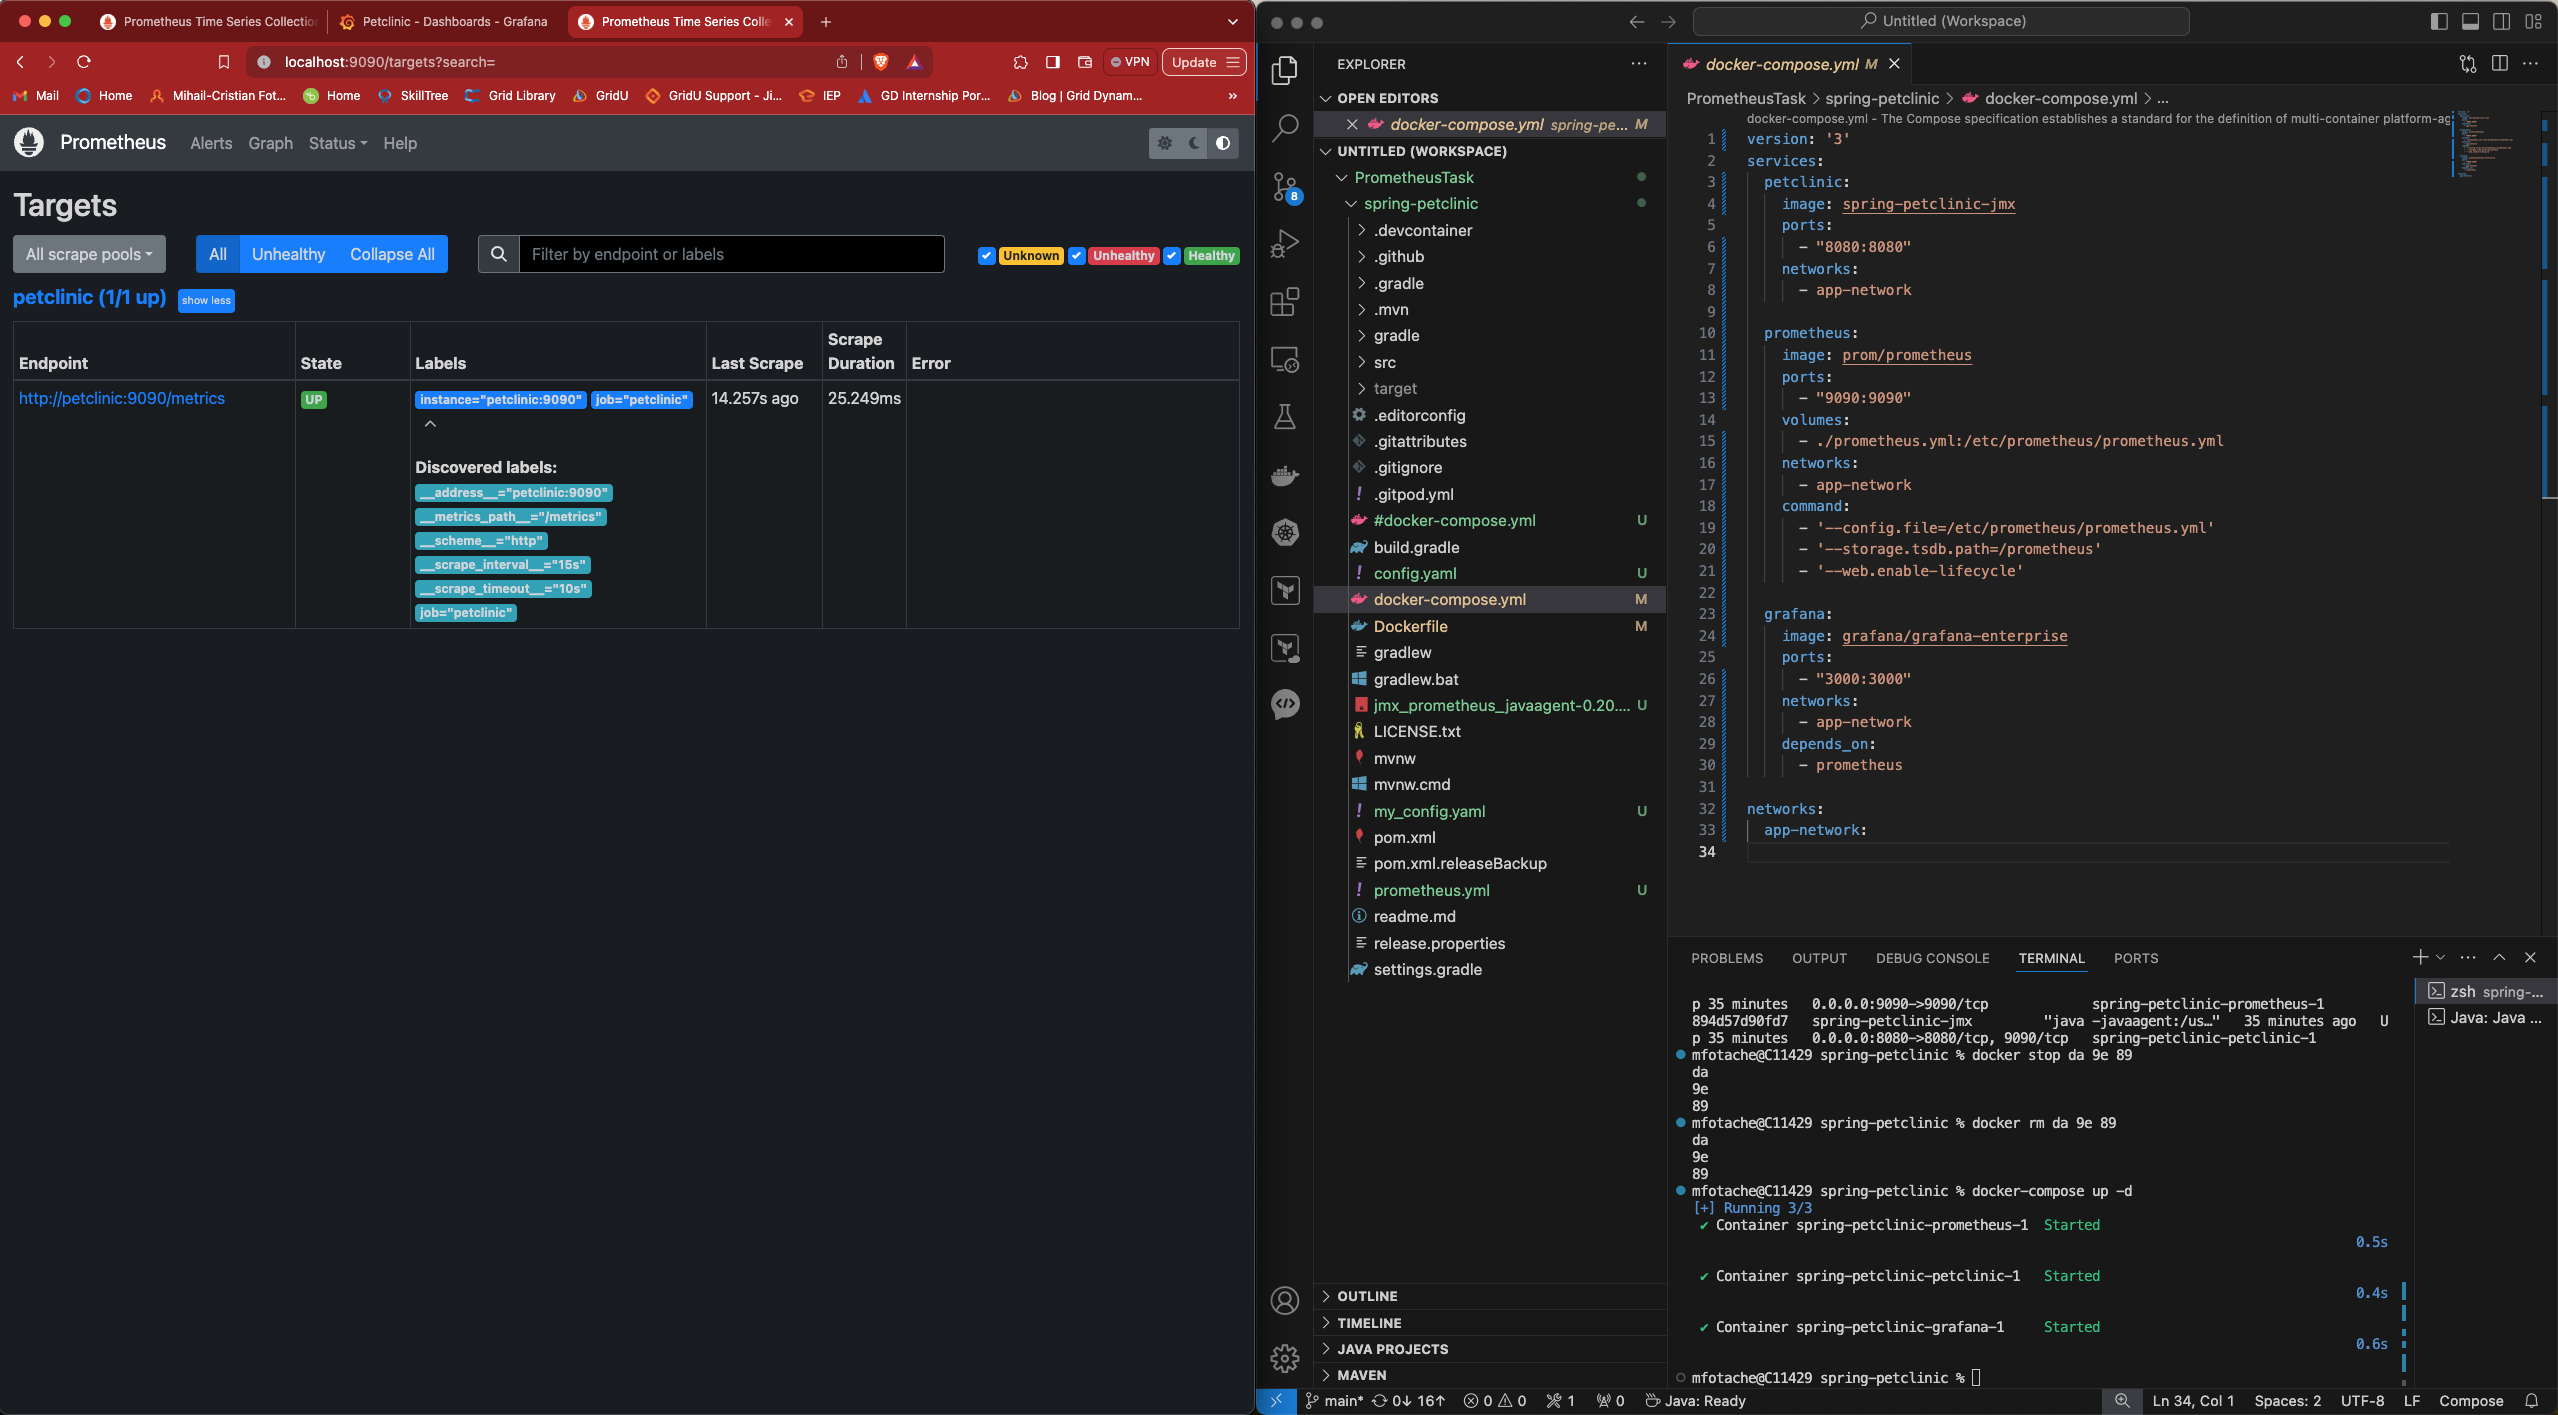 Prometheus Time Series Collection
Petclinic - Dashboards - Grafana
Prometheus Time Series Colle
localhost:9090/targets?search=
VPN
Update
Mail
Home
Mihail-Cristian Fot...
Home
SkillTree
Grid Library
GridU
GridU Support - Ji...
IEP
GD Internship Por...
Blog | Grid Dynam...
»
Prometheus
Alerts
Graph
Status
Help
Targets
All scrape pools
All
Unhealthy
Collapse All
Filter by endpoint or labels
Unknown
Unhealthy
Healthy
petclinic (1/1 up)
show less
Endpoint
State
Labels
Last Scrape
Scrape Duration
Error
http://petclinic:9090/metrics
UP
instance="petclinic:9090"
job="petclinic"
14.257s ago
25.249ms
Discovered labels:
__address__="petclinic:9090"
__metrics_path__="/metrics"
__scheme__="http"
__scrape_interval__="15s"
__scrape_timeout__="10s"
job="petclinic"
Untitled (Workspace)
EXPLORER
OPEN EDITORS
docker-compose.yml spring-pe... M
UNTITLED (WORKSPACE)
PrometheusTask
spring-petclinic
.devcontainer
.github
.gradle
.mvn
gradle
src
target
.editorconfig
.gitattributes
.gitignore
.gitpod.yml
#docker-compose.yml U
build.gradle
config.yaml U
docker-compose.yml M
Dockerfile M
gradlew
gradlew.bat
jmx_prometheus_javaagent-0.20.... U
LICENSE.txt
mvnw
mvnw.cmd
my_config.yaml U
pom.xml
pom.xml.releaseBackup
prometheus.yml U
readme.md
release.properties
settings.gradle
OUTLINE
TIMELINE
JAVA PROJECTS
MAVEN
8
docker-compose.yml M
PrometheusTask > spring-petclinic > docker-compose.yml > ...
docker-compose.yml - The Compose specification establishes a standard for the definition of multi-container platform-ag
1 version: '3'
2 services:
3 petclinic:
4 image: spring-petclinic-jmx
5 ports:
6 - "8080:8080"
7 networks:
8 - app-network
9
10 prometheus:
11 image: prom/prometheus
12 ports:
13 - "9090:9090"
14 volumes:
15 - ./prometheus.yml:/etc/prometheus/prometheus.yml
16 networks:
17 - app-network
18 command:
19 - '--config.file=/etc/prometheus/prometheus.yml'
20 - '--storage.tsdb.path=/prometheus'
21 - '--web.enable-lifecycle'
22
23 grafana:
24 image: grafana/grafana-enterprise
25 ports:
26 - "3000:3000"
27 networks:
28 - app-network
29 depends_on:
30 - prometheus
31
32 networks:
33 app-network:
34
PROBLEMS
OUTPUT
DEBUG CONSOLE
TERMINAL
PORTS
p 35 minutes 0.0.0.0:9090->9090/tcp spring-petclinic-prometheus-1
894d57d90fd7 spring-petclinic-jmx "java -javaagent:/us…" 35 minutes ago U
p 35 minutes 0.0.0.0:8080->8080/tcp, 9090/tcp spring-petclinic-petclinic-1
mfotache@C11429 spring-petclinic % docker stop da 9e 89
da
9e
89
mfotache@C11429 spring-petclinic % docker rm da 9e 89
da
9e
89
mfotache@C11429 spring-petclinic % docker-compose up -d
[+] Running 3/3
✔ Container spring-petclinic-prometheus-1 Started
0.5s
✔ Container spring-petclinic-petclinic-1 Started
0.4s
✔ Container spring-petclinic-grafana-1 Started
0.6s
mfotache@C11429 spring-petclinic %
zsh spring-...
Java: Java ...
main*
0↓ 16↑
0
0
1
0
Java: Ready
Ln 34, Col 1
Spaces: 2
UTF-8
LF
Compose